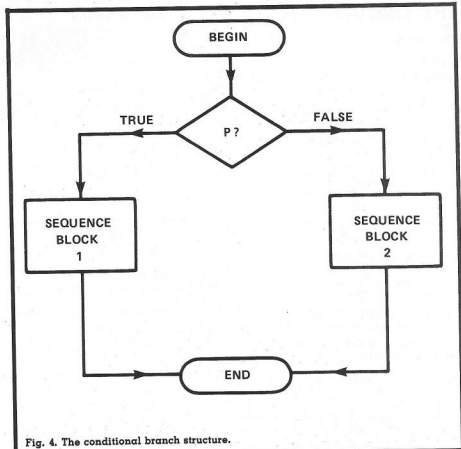 BEGIN
P?
TRUE
FALSE
SEQUENCE
BLOCK
1
SEQUENCE
BLOCK
2
END
Fig. 4. The conditional branch structure.